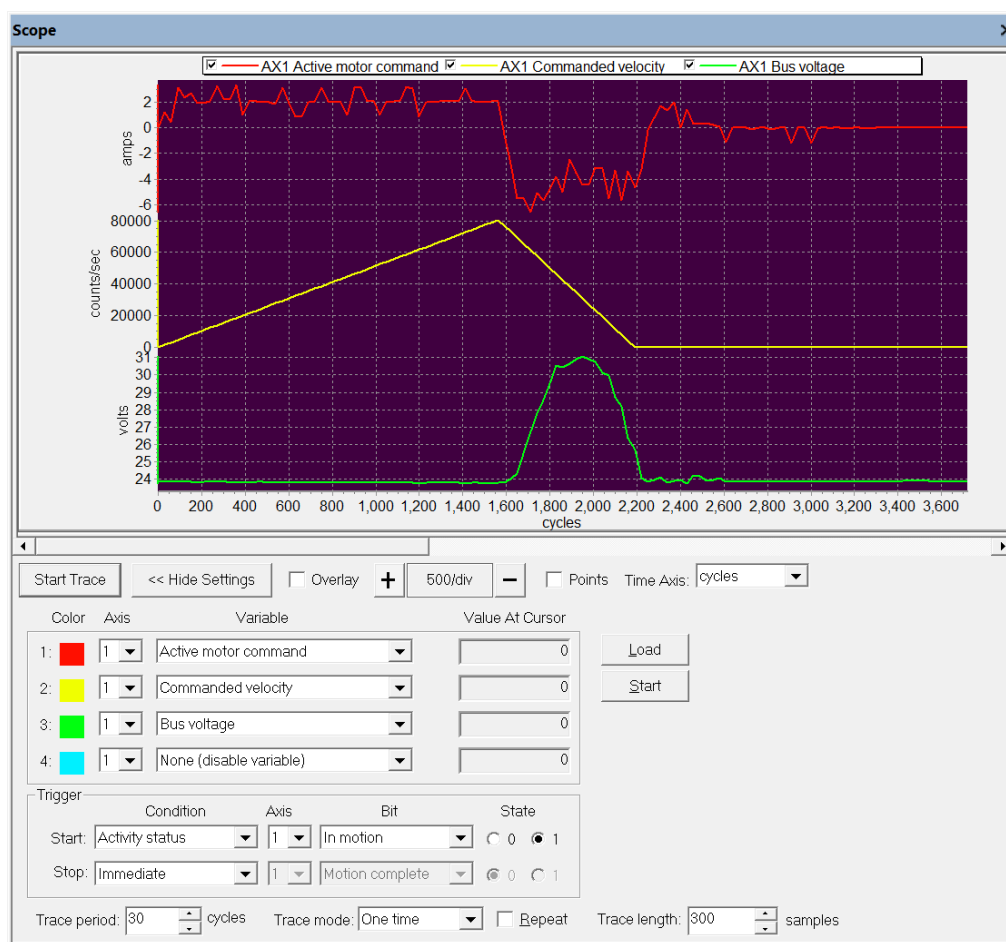 Scope
AX1 Active motor command AX1 Commanded velocity AX1 Bus voltage
2
0
-2
-4
-6
amps
80000
60000
40000
20000
0
counts/sec
31
30
29
28
27
26
25
24
volts
0 200 400 600 800 1,000 1,200 1,400 1,600 1,800 2,000 2,200 2,400 2,600 2,800 3,000 3,200 3,400 3,600
cycles
Start Trace << Hide Settings Overlay + 500/div − Points Time Axis: cycles
Color Axis Variable Value At Cursor
1: 1 Active motor command 0 Load
2: 1 Commanded velocity 0 Start
3: 1 Bus voltage 0
4: 1 None (disable variable) 0
Trigger
Condition Axis Bit State
Start: Activity status 1 In motion 0 1
Stop: Immediate 1 Motion complete 0 1
Trace period: 30 cycles Trace mode: One time Repeat Trace length: 300 samples